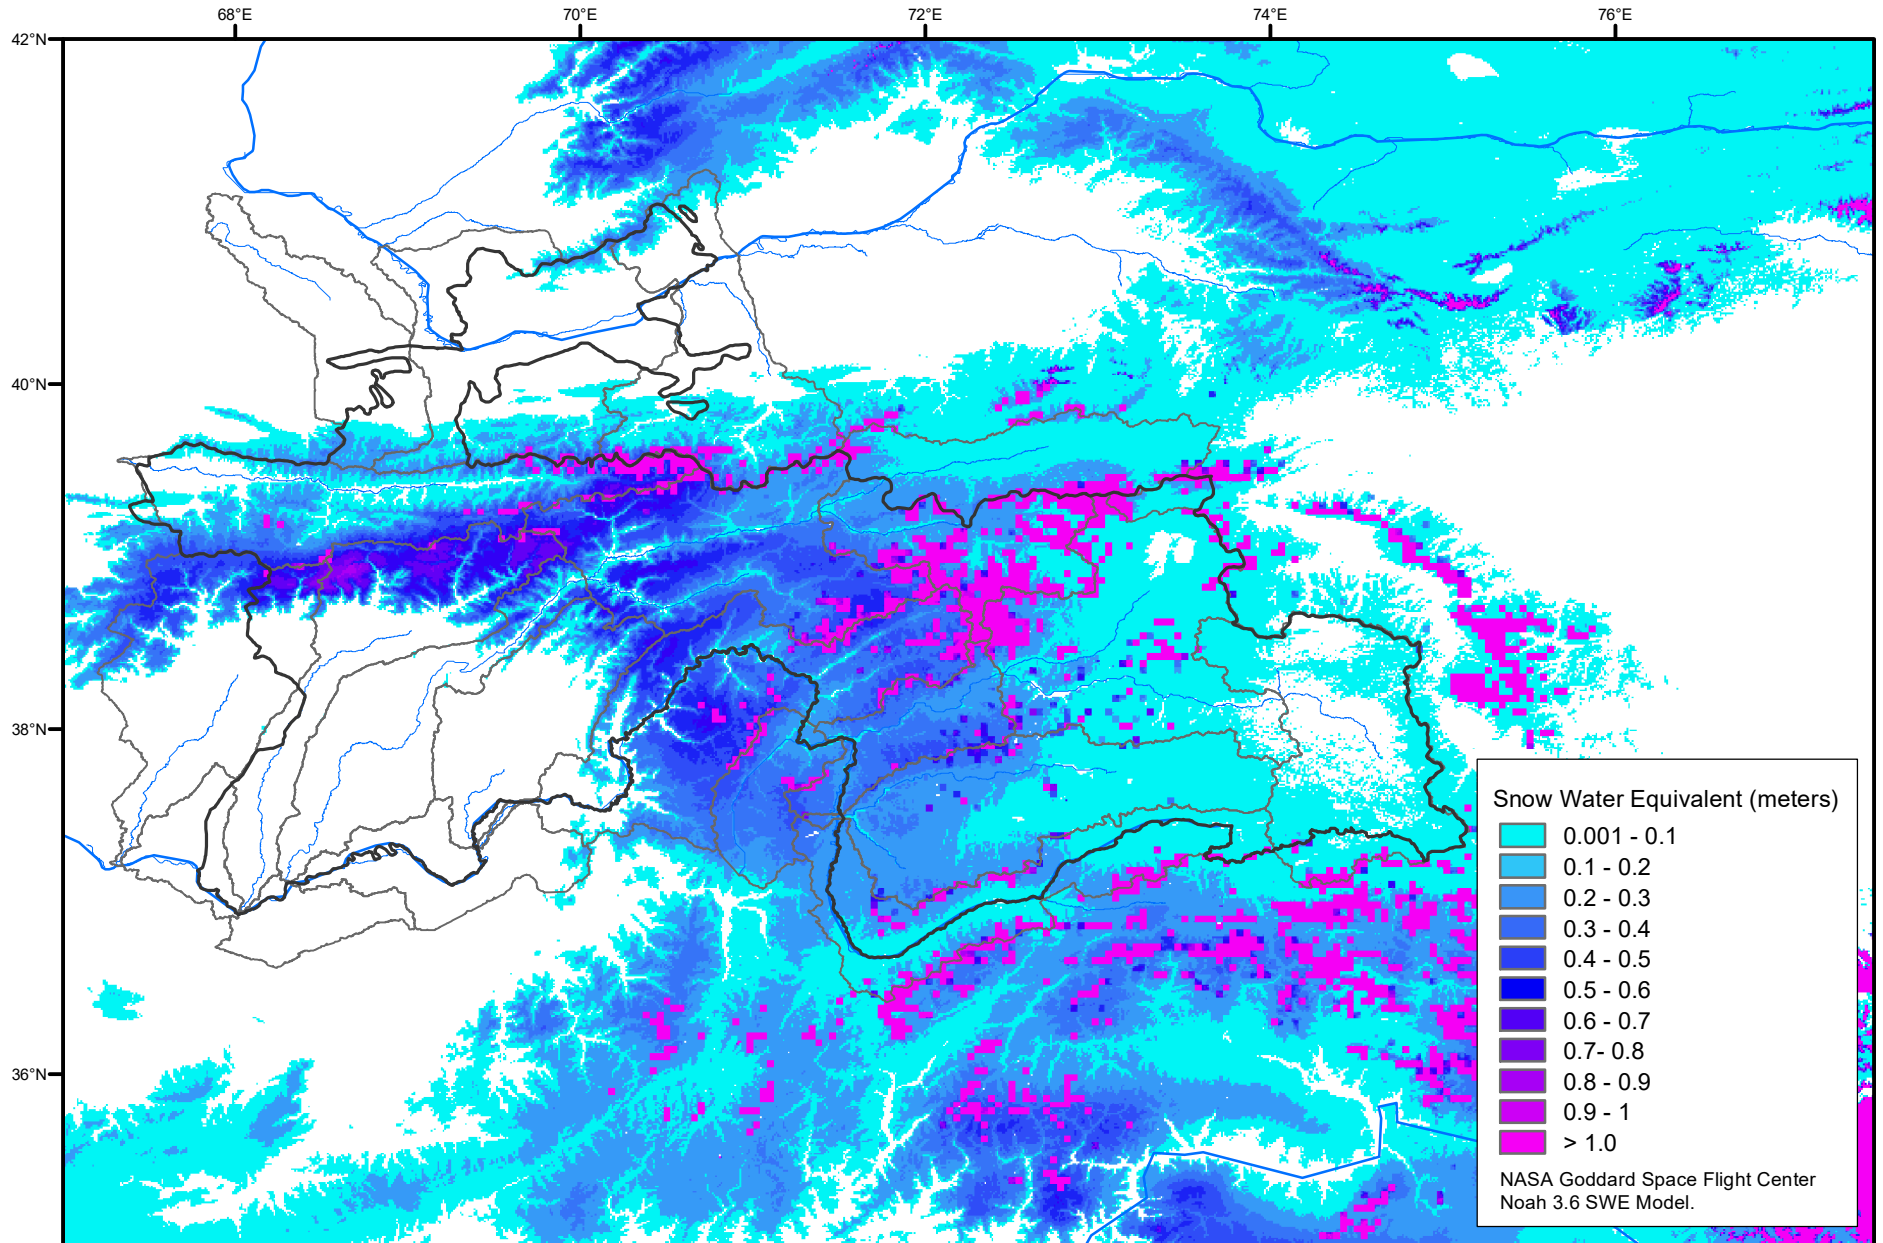 68°E 70°E 72°E 74°E 76°E
42°N
40°N
38°N
36°N
Snow Water Equivalent (meters)
0.001 - 0.1
0.1 - 0.2
0.2 - 0.3
0.3 - 0.4
0.4 - 0.5
0.5 - 0.6
0.6 - 0.7
0.7- 0.8
0.8 - 0.9
0.9 - 1
> 1.0
NASA Goddard Space Flight Center
Noah 3.6 SWE Model.